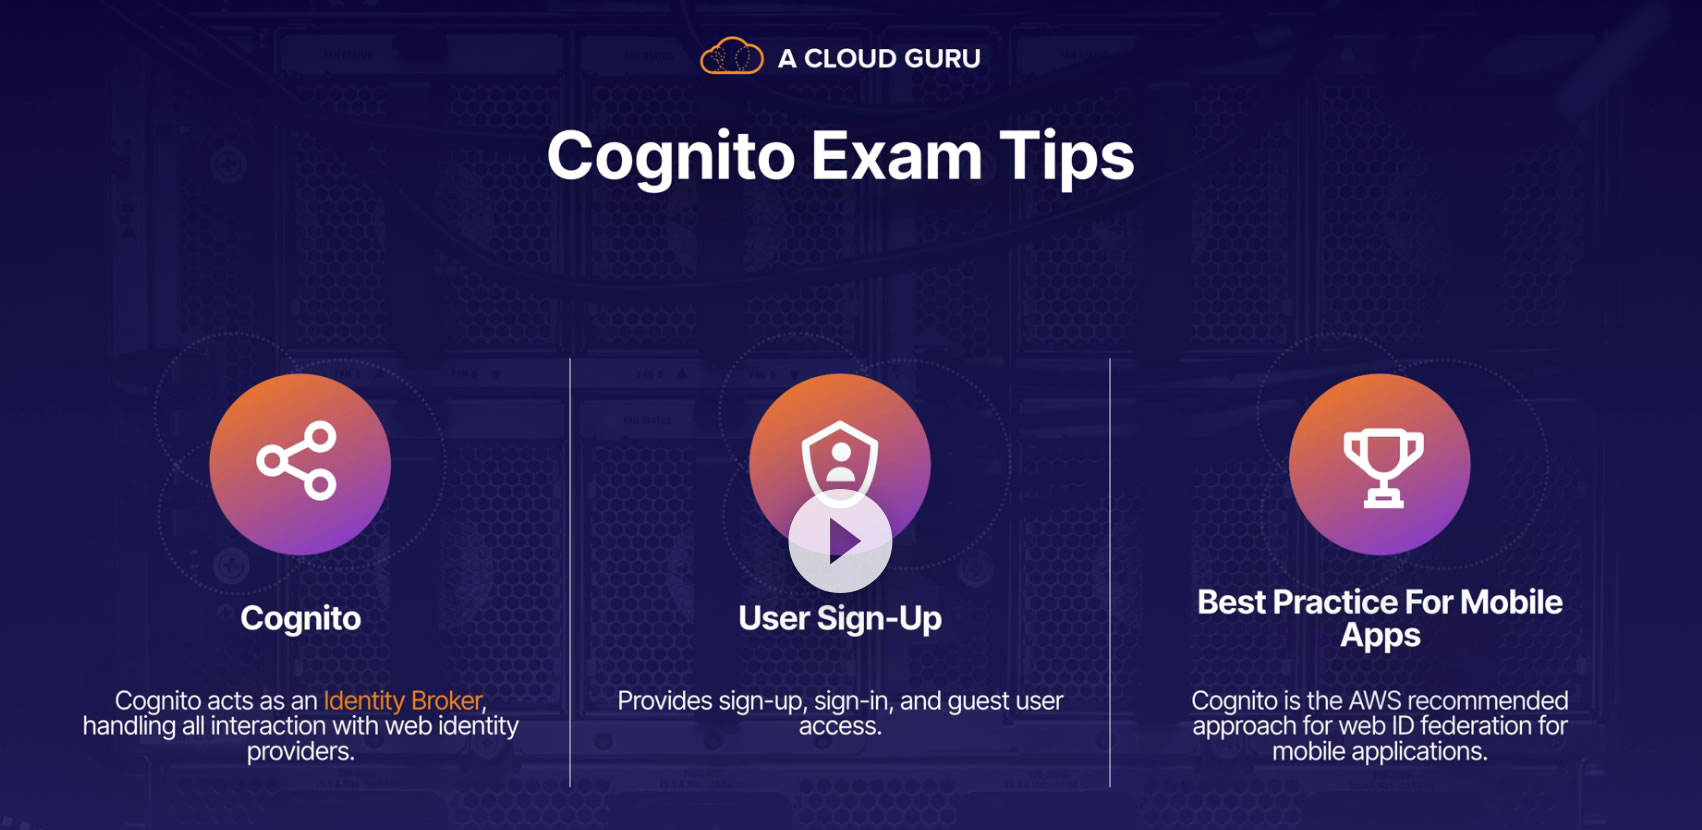 A CLOUD GURU
Cognito Exam Tips
Cognito
Cognito acts as an Identity Broker,
handling all interaction with web identity
providers.
User Sign-Up
Provides sign-up, sign-in, and guest user
access.
Best Practice For Mobile
Apps
Cognito is the AWS recommended
approach for web ID federation for
mobile applications.